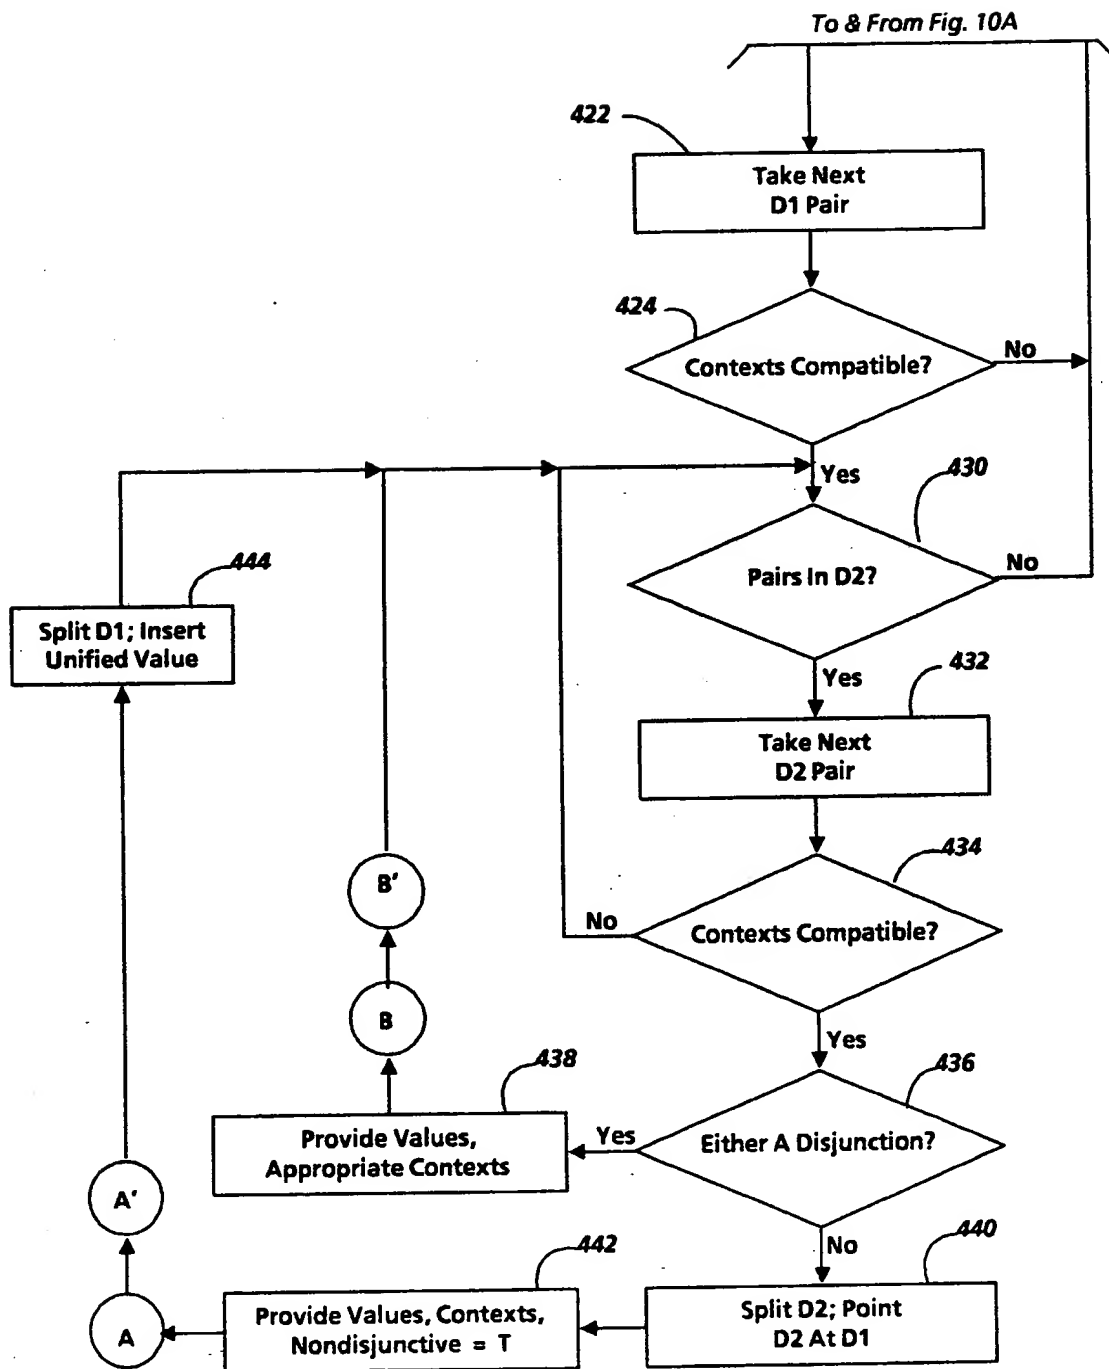 To & From Fig. 10A
422
Take Next
D1 Pair
424
Contexts Compatible?
No
Yes
430
Pairs In D2?
No
444
Split D1; Insert
Unified Value
Yes
432
Take Next
D2 Pair
434
B'
No
Contexts Compatible?
B
Yes
438
436
Provide Values,
Appropriate Contexts
Yes
Either A Disjunction?
A'
No
442
440
A
Provide Values, Contexts,
Nondisjunctive = T
Split D2; Point
D2 At D1